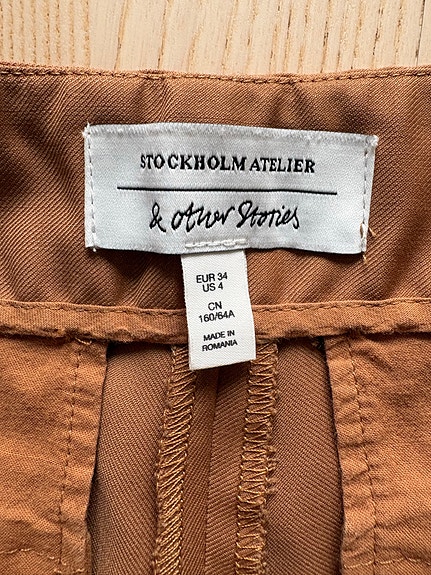 STOCKHOLM ATELIER
& other Stories
EUR 34
US 4
CN
160/64A
MADE IN
ROMANIA